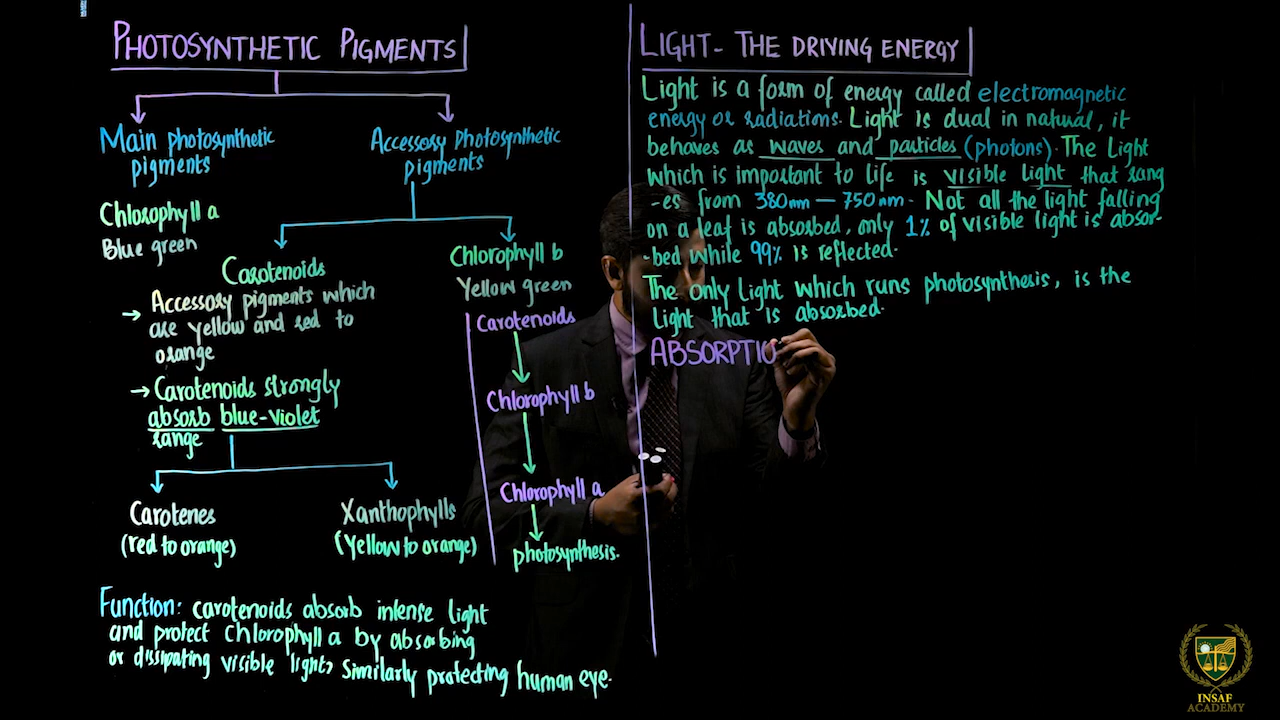 PHOTOSYNTHETIC PIGMENTS
Main photosynthetic
pigments
Accessory Photosynthetic
pigments
Chlorophyll a
Blue green
Carotenoids
→ Accessory pigments which
are yellow and red to
orange
→ Carotenoids strongly
absorb blue-violet
range
Carotenes
(red to orange)
Xanthophylls
(Yellow to orange)
Chlorophyll b
Yellow green
Carotenoids
Chlorophyll b
Chlorophyll a
photosynthesis.
Function: carotenoids absorb intense light
and protect Chlorophyll a by absorbing
or dissipating visible light, Similarly protecting human eye.
LIGHT- THE DRIVING ENERGY
Light is a form of energy called electromagnetic
energy or radiations. Light is dual in natural, it
behaves as waves and particles (photons). The Light
which is important to life is visible light that rang
-es from 380nm — 750nm. Not all the light falling
on a leaf is absorbed, only 1% of visible light is absor-
-bed while 99% is reflected.
The only Light which runs photosynthesis, is the
Light that is absorbed.
ABSORPTIO
INSAF
ACADEMY